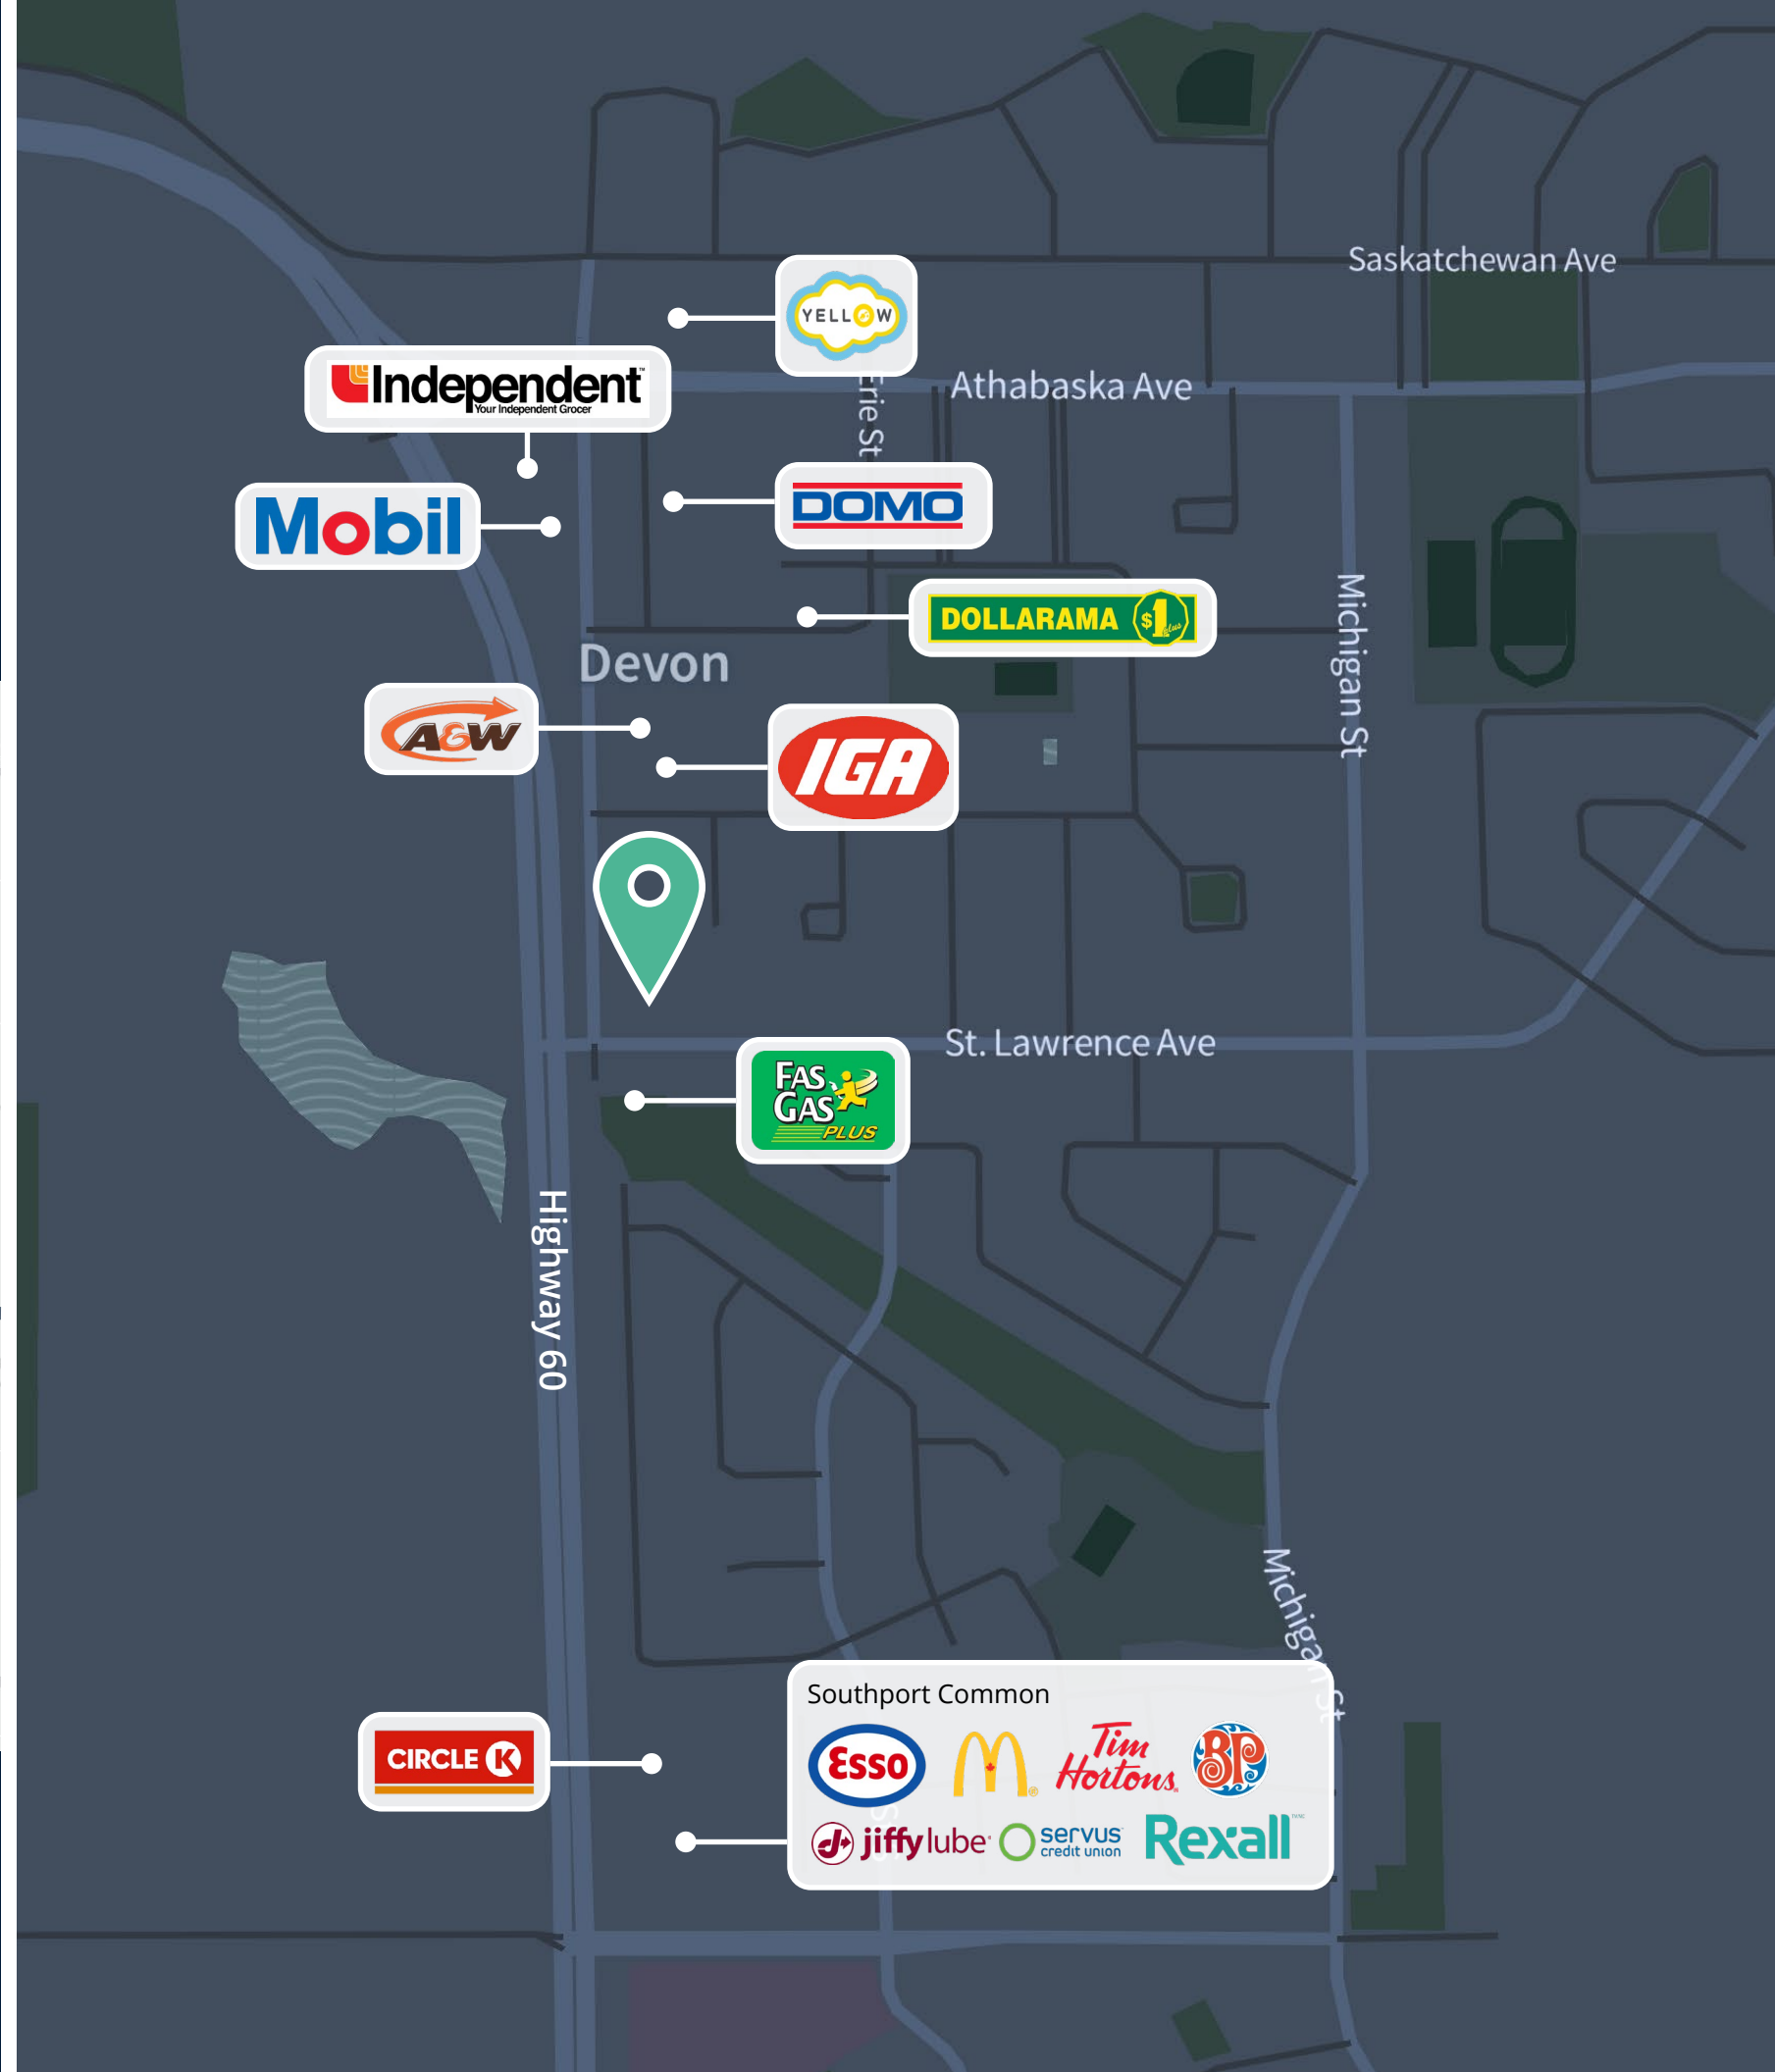 Saskatchewan Ave
YELLOW
Independent™
Your Independent Grocer
Athabaska Ave
Erie St
Mobil
DOMO
DOLLARAMA $1 plus
Michigan St
Devon
A&W
IGA
St. Lawrence Ave
FAS
GAS
PLUS
Highway 60
Michigan St
Southport Common
CIRCLE K
Esso
M
Tim
Hortons
BP
jiffy lube
servus
credit union
Rexall